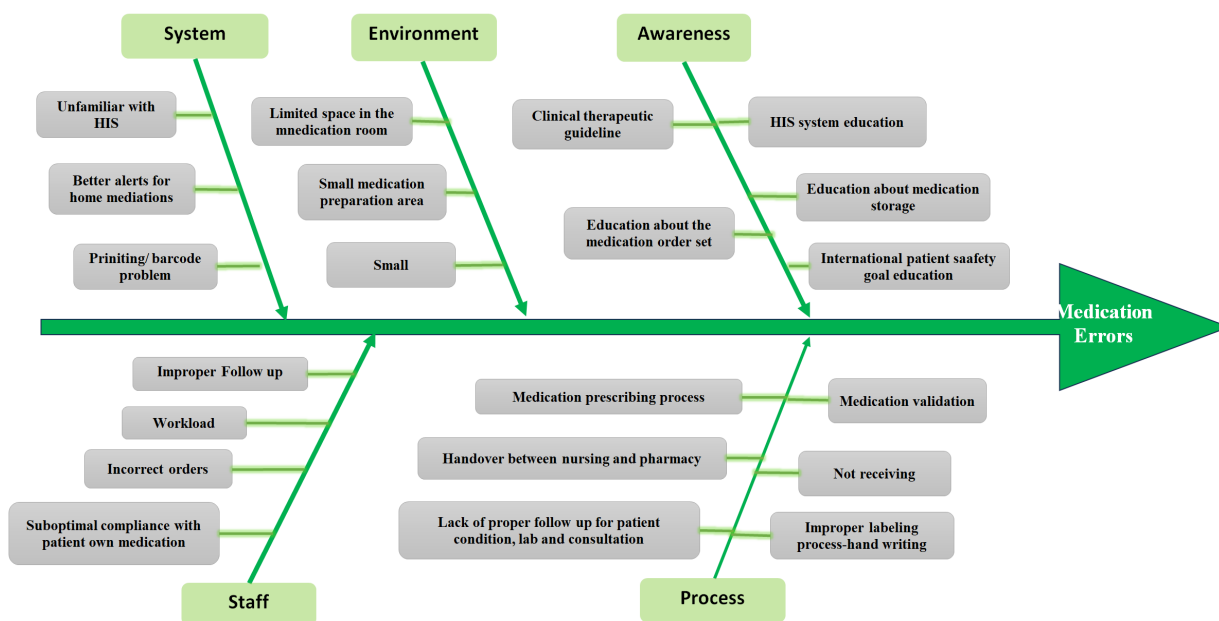 System
Environment
Awareness
Unfamiliar with
HIS
Better alerts for
home mediations
Priniting/ barcode
problem
Limited space in the
mnedication room
Small medication
preparation area
Small
Clinical therapeutic
guideline
HIS system education
Education about medication
storage
Education about the
medication order set
International patient saafety
goal education
Medication
Errors
Improper Follow up
Workload
Incorrect orders
Suboptimal compliance with
patient own medication
Medication prescribing process
Medication validation
Handover between nursing and pharmacy
Not receiving
Lack of proper follow up for patient
condition, lab and consultation
Improper labeling
process-hand writing
Staff
Process